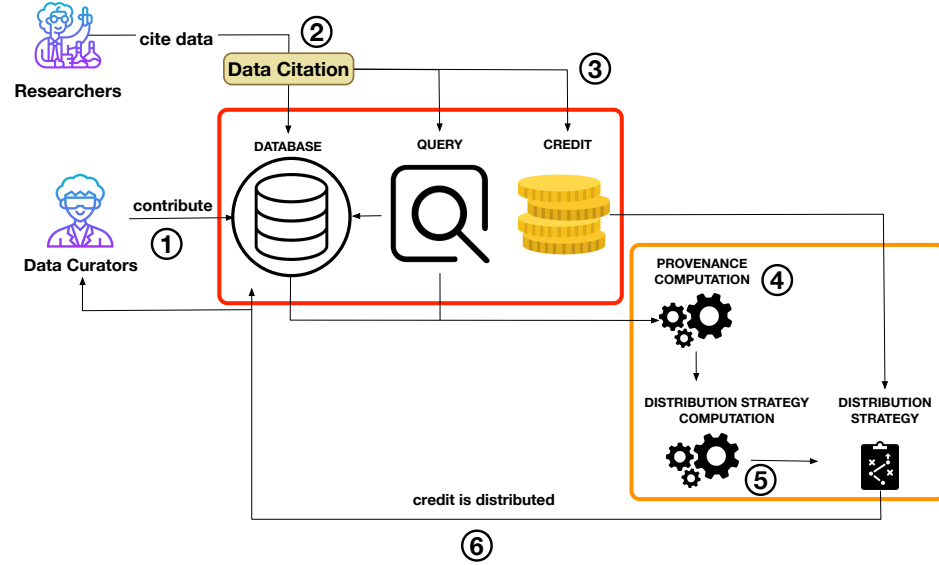 cite data
②
Data Citation
③
Researchers
DATABASE
QUERY
CREDIT
contribute
①
Data Curators
PROVENANCE
COMPUTATION
④
DISTRIBUTION STRATEGY
COMPUTATION
DISTRIBUTION
STRATEGY
⑤
credit is distributed
⑥